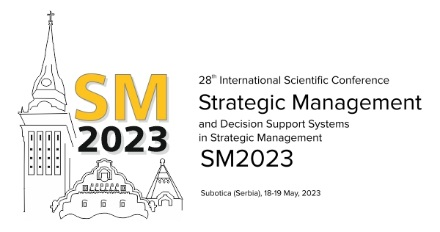 SM
2023
28th International Scientific Conference
Strategic Management
and Decision Support Systems
in Strategic Management
SM2023
Subotica (Serbia), 18-19 May, 2023